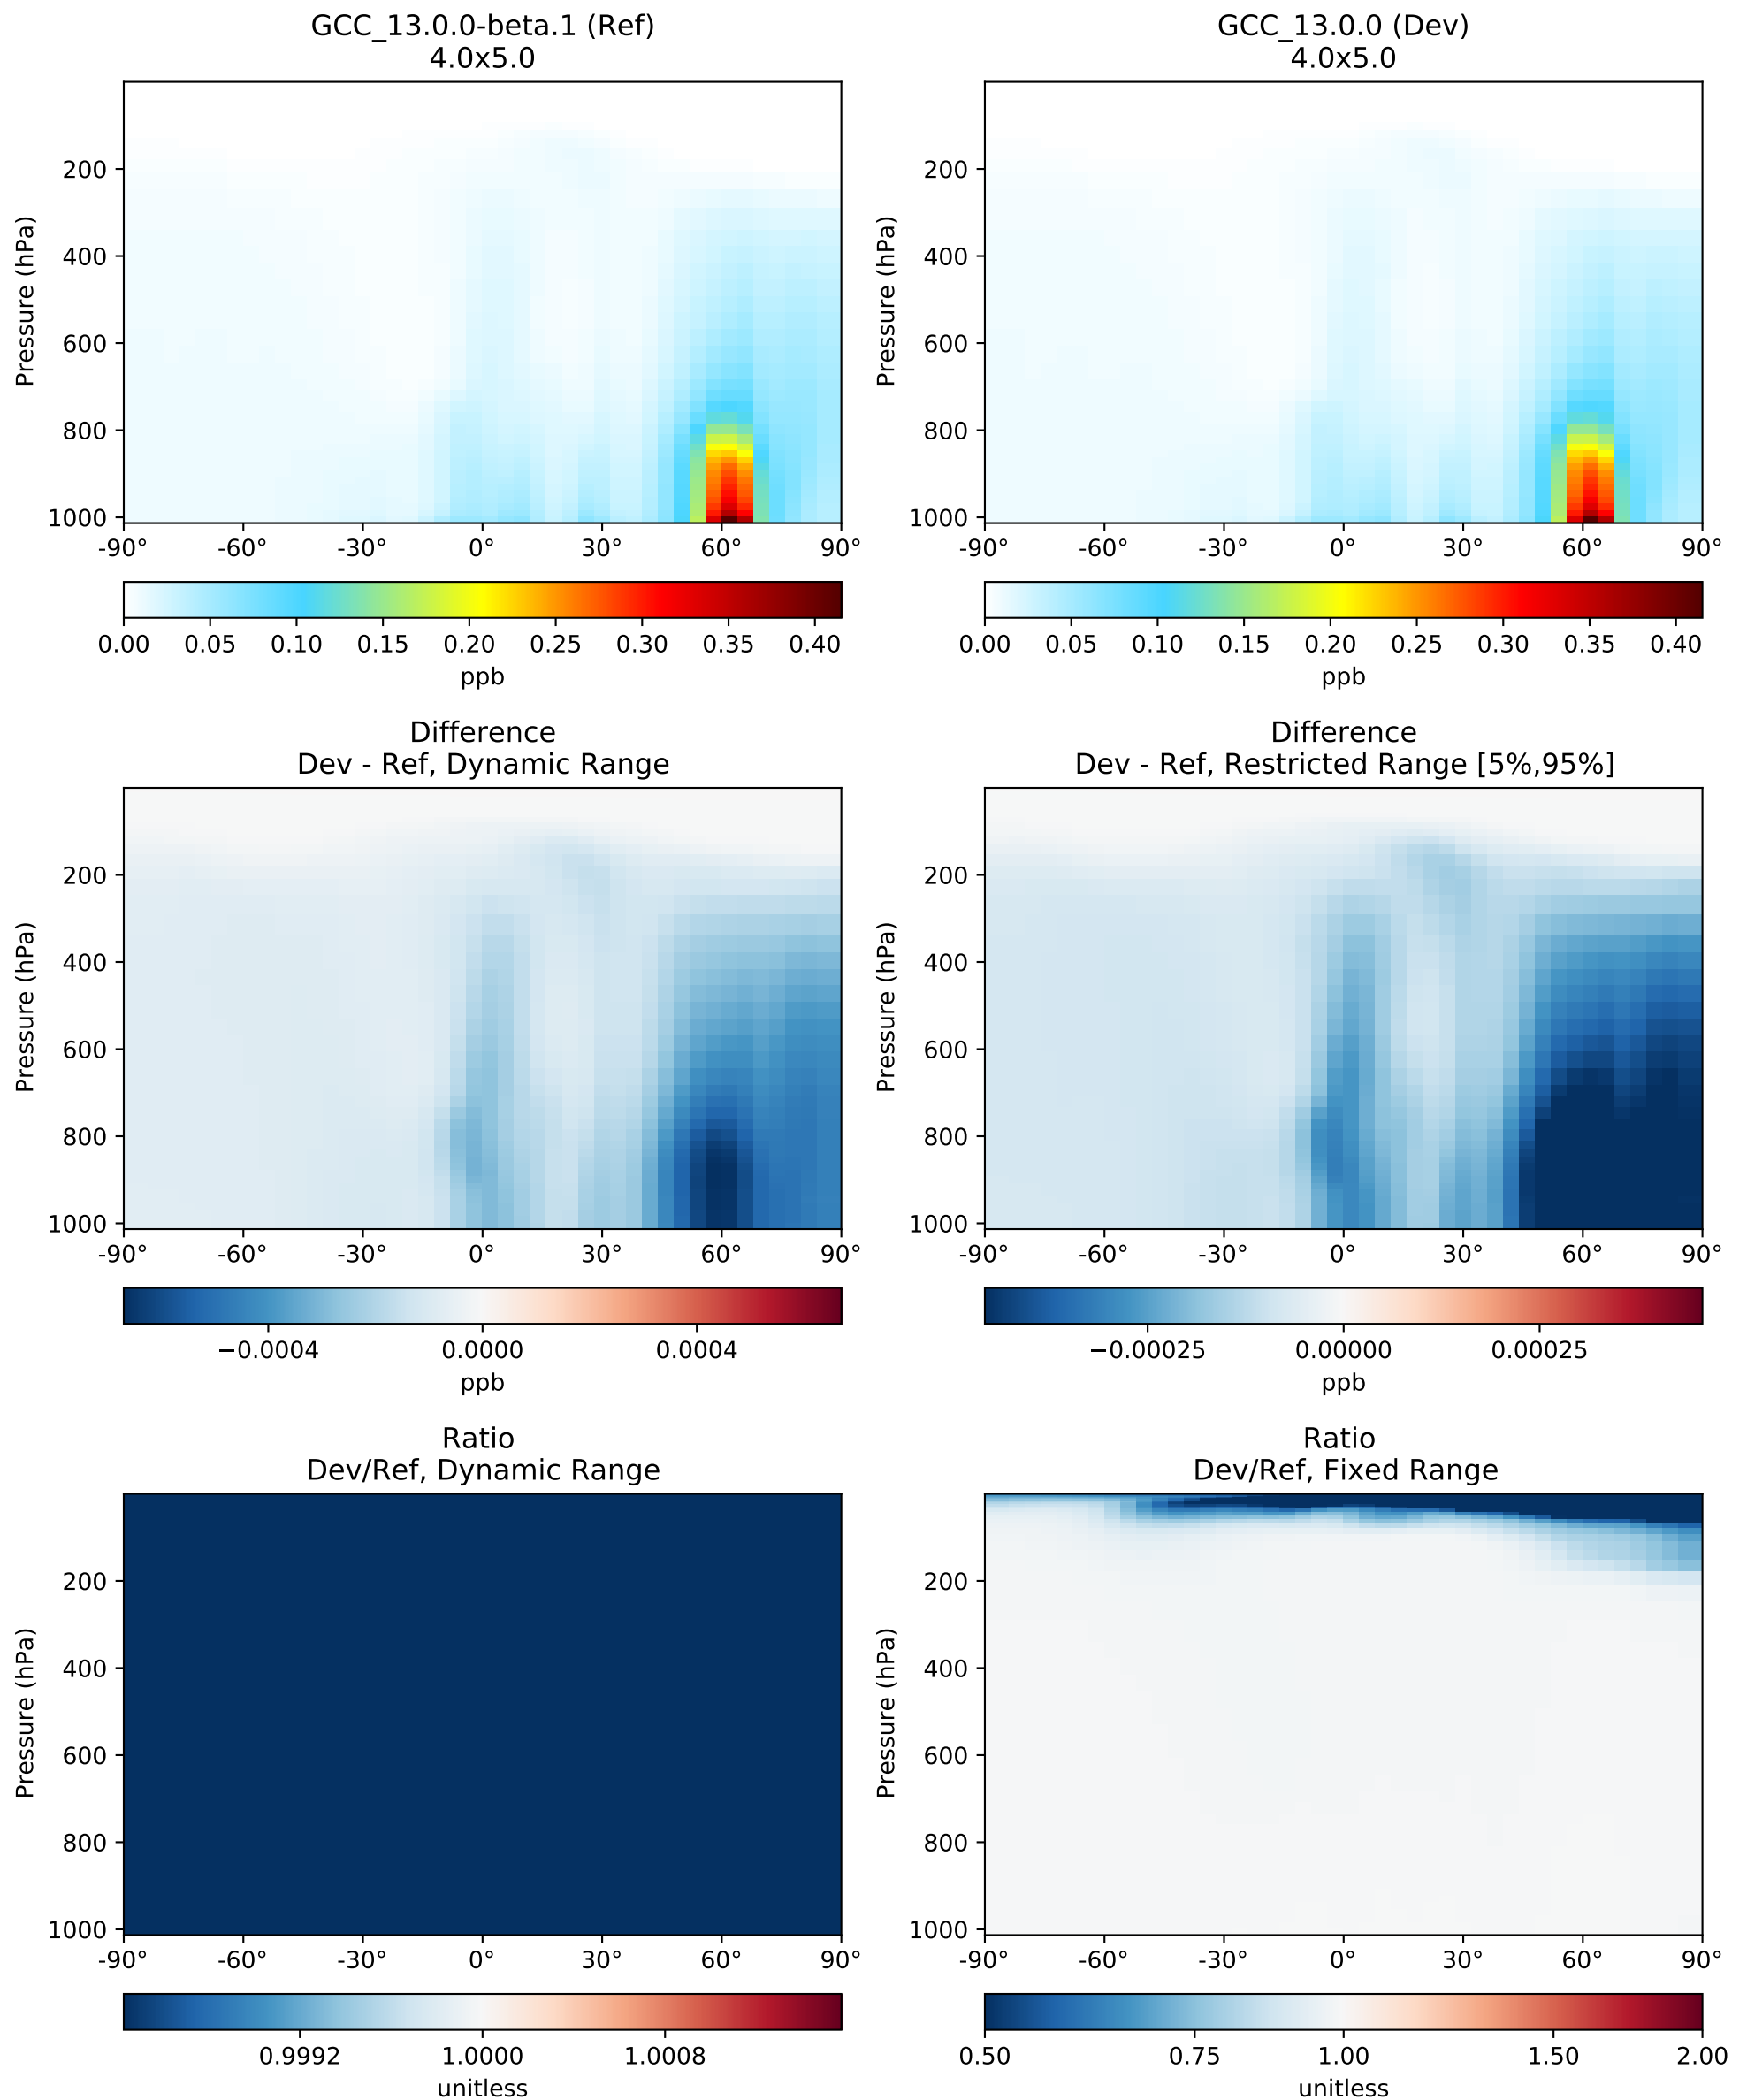 GCC_13.0.0-beta.1 (Ref)
4.0x5.0
Pressure (hPa)
200
400
600
800
1000
-90° -60° -30° 0° 30° 60° 90°
0.00 0.05 0.10 0.15 0.20 0.25 0.30 0.35 0.40
ppb
GCC_13.0.0 (Dev)
4.0x5.0
Pressure (hPa)
200
400
600
800
1000
-90° -60° -30° 0° 30° 60° 90°
0.00 0.05 0.10 0.15 0.20 0.25 0.30 0.35 0.40
ppb
Difference
Dev - Ref, Dynamic Range
Pressure (hPa)
200
400
600
800
1000
-90° -60° -30° 0° 30° 60° 90°
−0.0004 0.0000 0.0004
ppb
Difference
Dev - Ref, Restricted Range [5%,95%]
Pressure (hPa)
200
400
600
800
1000
-90° -60° -30° 0° 30° 60° 90°
−0.00025 0.00000 0.00025
ppb
Ratio
Dev/Ref, Dynamic Range
Pressure (hPa)
200
400
600
800
1000
-90° -60° -30° 0° 30° 60° 90°
0.9992 1.0000 1.0008
unitless
Ratio
Dev/Ref, Fixed Range
Pressure (hPa)
200
400
600
800
1000
-90° -60° -30° 0° 30° 60° 90°
0.50 0.75 1.00 1.50 2.00
unitless